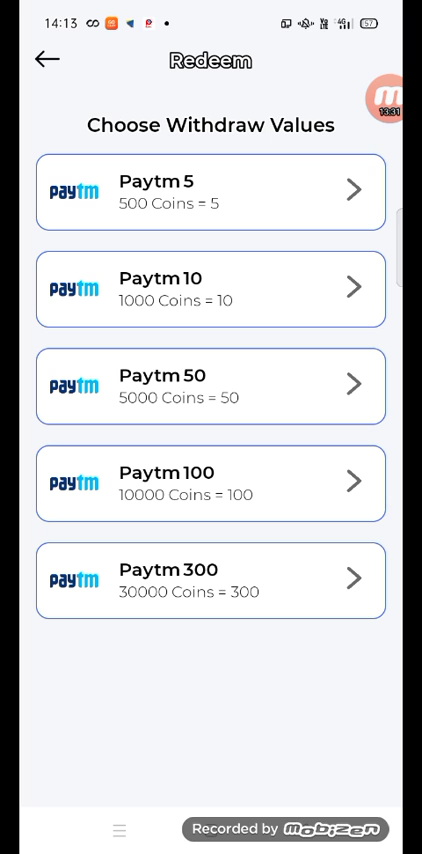 14:13
4G
57
Redeem
13:31
Choose Withdraw Values
paytm
Paytm 5
500 Coins = 5
paytm
Paytm 10
1000 Coins = 10
paytm
Paytm 50
5000 Coins = 50
paytm
Paytm 100
10000 Coins = 100
paytm
Paytm 300
30000 Coins = 300
Recorded by mobizen